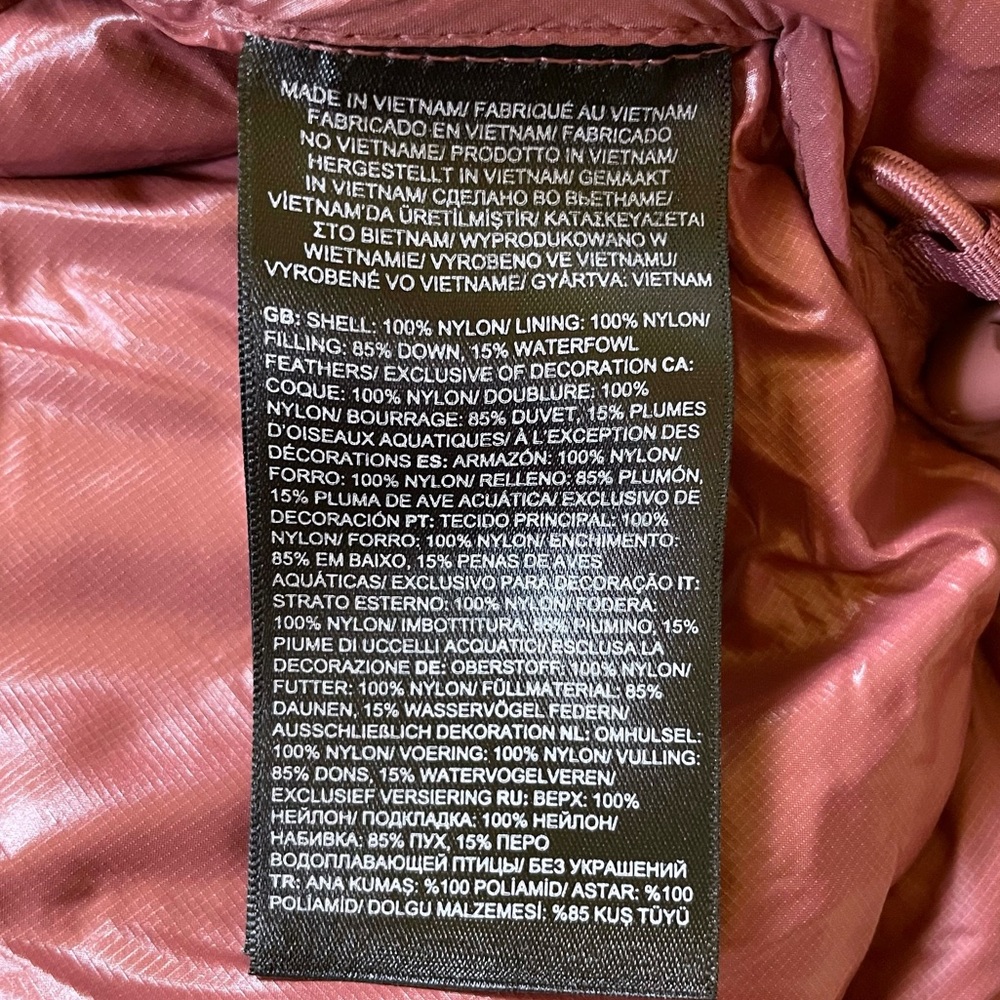 MADE IN VIETNAM/ FABRIQUÉ AU VIETNAM/
FABRICADO EN VIETNAM/ FABRICADO
NO VIETNAME/ PRODOTTO IN VIETNAM/
HERGESTELLT IN VIETNAM/ GEMAAKT
IN VIETNAM/ СДЕЛАНО ВО ВЬЕТНАМЕ/
VİETNAM'DA ÜRETİLMİŞTİR/ ΚΑΤΑΣΚΕΥΑΖΕΤΑΙ
ΣΤΟ ΒΙΕΤΝΑΜ/ WYPRODUKOWANO W
WIETNAMIE/ VYROBENO VE VIETNAMU/
VYROBENÉ VO VIETNAME/ GYÁRTVA: VIETNAM
GB: SHELL: 100% NYLON/ LINING: 100% NYLON/
FILLING: 85% DOWN, 15% WATERFOWL
FEATHERS/ EXCLUSIVE OF DECORATION CA:
COQUE: 100% NYLON/ DOUBLURE: 100%
NYLON/ BOURRAGE: 85% DUVET, 15% PLUMES
D'OISEAUX AQUATIQUES/ À L'EXCEPTION DES
DÉCORATIONS ES: ARMAZÓN: 100% NYLON/
FORRO: 100% NYLON/ RELLENO: 85% PLUMÓN,
15% PLUMA DE AVE ACUÁTICA/ EXCLUSIVO DE
DECORACIÓN PT: TECIDO PRINCIPAL: 100%
NYLON/ FORRO: 100% NYLON/ ENCHIMENTO:
85% EM BAIXO, 15% PENAS DE AVES
AQUÁTICAS/ EXCLUSIVO PARA DECORAÇÃO IT:
STRATO ESTERNO: 100% NYLON/ FODERA:
100% NYLON/ IMBOTTITURA: 85% PIUMINO, 15%
PIUME DI UCCELLI ACQUATICI/ ESCLUSA LA
DECORAZIONE DE: OBERSTOFF: 100% NYLON/
FUTTER: 100% NYLON/ FÜLLMATERIAL: 85%
DAUNEN, 15% WASSERVÖGEL FEDERN/
AUSSCHLIEßLICH DEKORATION NL: OMHULSEL:
100% NYLON/ VOERING: 100% NYLON/ VULLING:
85% DONS, 15% WATERVOGELVEREN/
EXCLUSIEF VERSIERING RU: ВЕРХ: 100%
НЕЙЛОН/ ПОДКЛАДКА: 100% НЕЙЛОН/
НАБИВКА: 85% ПУХ, 15% ПЕРО
ВОДОПЛАВАЮЩЕЙ ПТИЦЫ/ БЕЗ УКРАШЕНИЙ
TR: ANA KUMAŞ: %100 POLİAMİD/ ASTAR: %100
POLİAMİD/ DOLGU MALZEMESİ: %85 KUŞ TÜYÜ